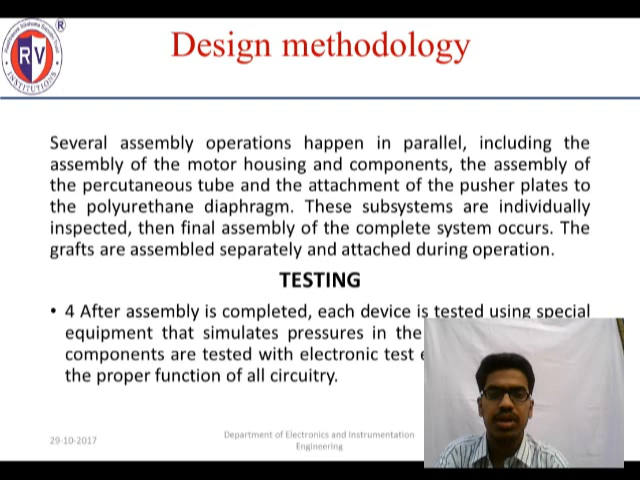 Design methodology
RV
INSTITUTIONS
®
Several assembly operations happen in parallel, including the
assembly of the motor housing and components, the assembly of
the percutaneous tube and the attachment of the pusher plates to
the polyurethane diaphragm. These subsystems are individually
inspected, then final assembly of the complete system occurs. The
grafts are assembled separately and attached during operation.
TESTING
• 4 After assembly is completed, each device is tested using special
equipment that simulates pressures in the
components are tested with electronic test
the proper function of all circuitry.
29-10-2017
Department of Electronics and Instrumentation
Engineering